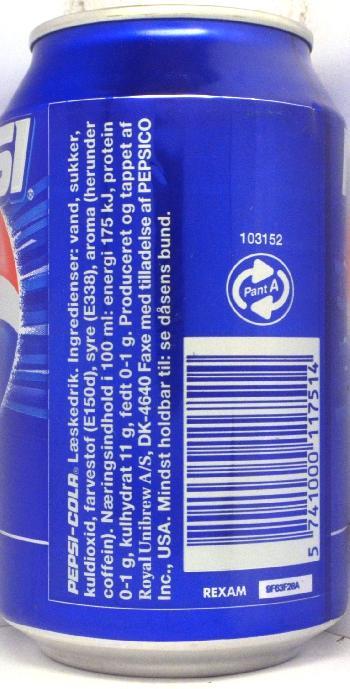 PEPSI-COLA® Læskedrik. Ingredienser: vand, sukker,
kuldioxid, farvestof (E150d), syre (E338), aroma (herunder
coffein). Næringsindhold i 100 ml: energi 175 kJ, protein
0-1 g, kulhydrat 11 g, fedt 0-1 g. Produceret og tappet af
Royal Unibrew A/S, DK-4640 Faxe med tilladelse af PEPSICO
Inc., USA. Mindst holdbar til: se dåsens bund.
103152
Pant A
5 741000 117514
REXAM
9F63F26A
SI®